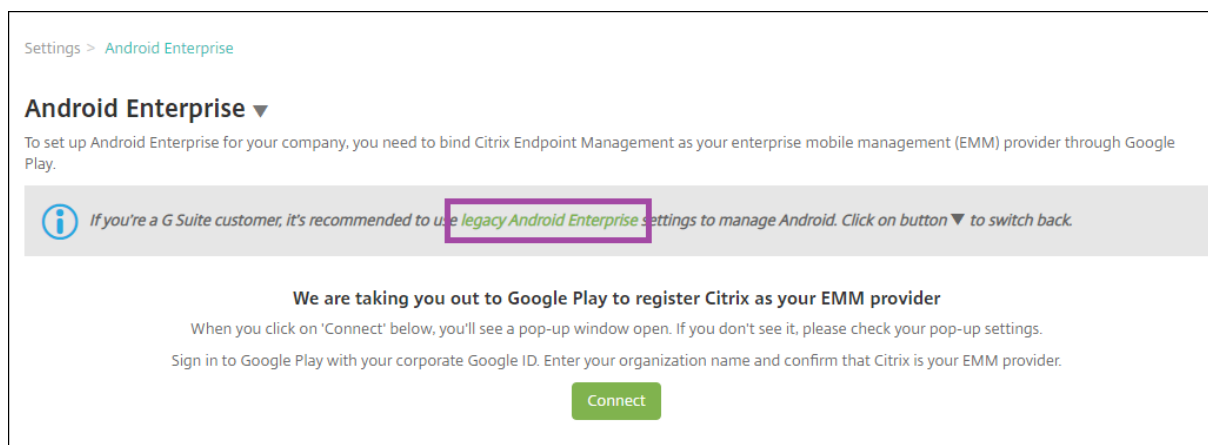 Settings > Android Enterprise
Android Enterprise ▼
To set up Android Enterprise for your company, you need to bind Citrix Endpoint Management as your enterprise mobile management (EMM) provider through Google
Play.
If you're a G Suite customer, it's recommended to use legacy Android Enterprise settings to manage Android. Click on button ▼ to switch back.
We are taking you out to Google Play to register Citrix as your EMM provider
When you click on 'Connect' below, you'll see a pop-up window open. If you don't see it, please check your pop-up settings.
Sign in to Google Play with your corporate Google ID. Enter your organization name and confirm that Citrix is your EMM provider.
Connect